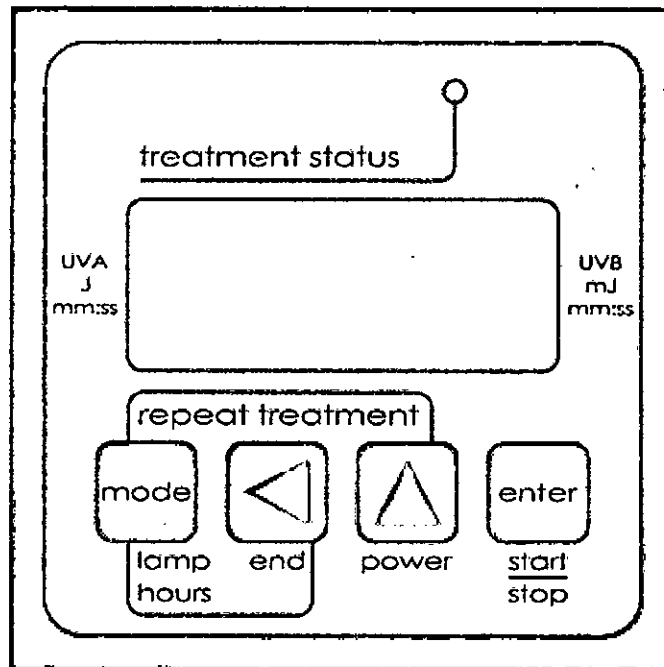 treatment status
UVA
J
mm:ss
UVB
mJ
mm:ss
repeat treatment
mode
enter
lamp
hours
end
power
start
stop